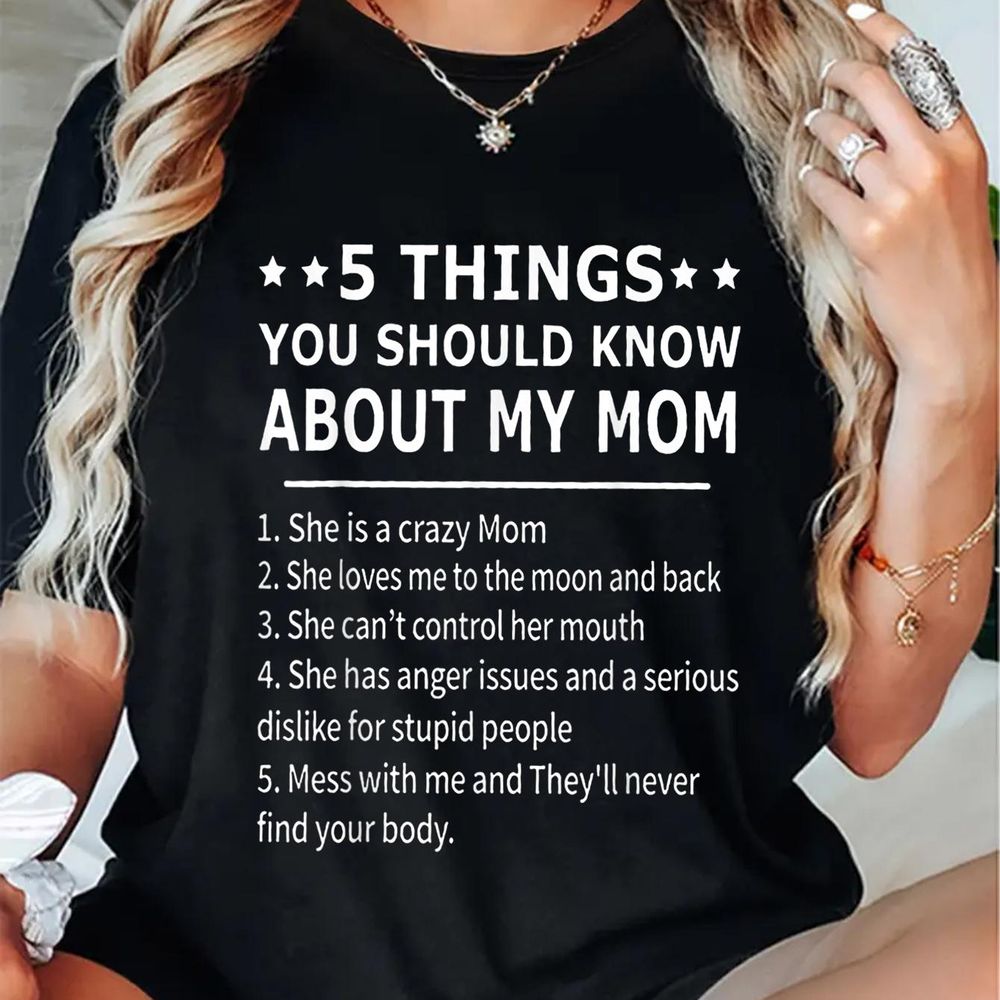 ★ ★ 5 THINGS ★ ★
YOU SHOULD KNOW
ABOUT MY MOM
1. She is a crazy Mom
2. She loves me to the moon and back
3. She can't control her mouth
4. She has anger issues and a serious
dislike for stupid people
5. Mess with me and They'll never
find your body.